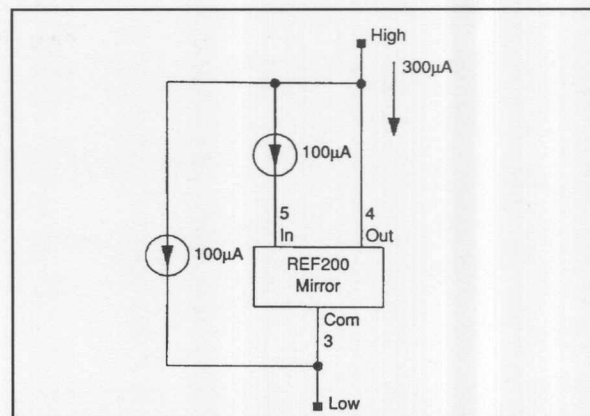 High
300μA
100μA
5
4
In
Out
100μA
REF200
Mirror
Com
3
Low